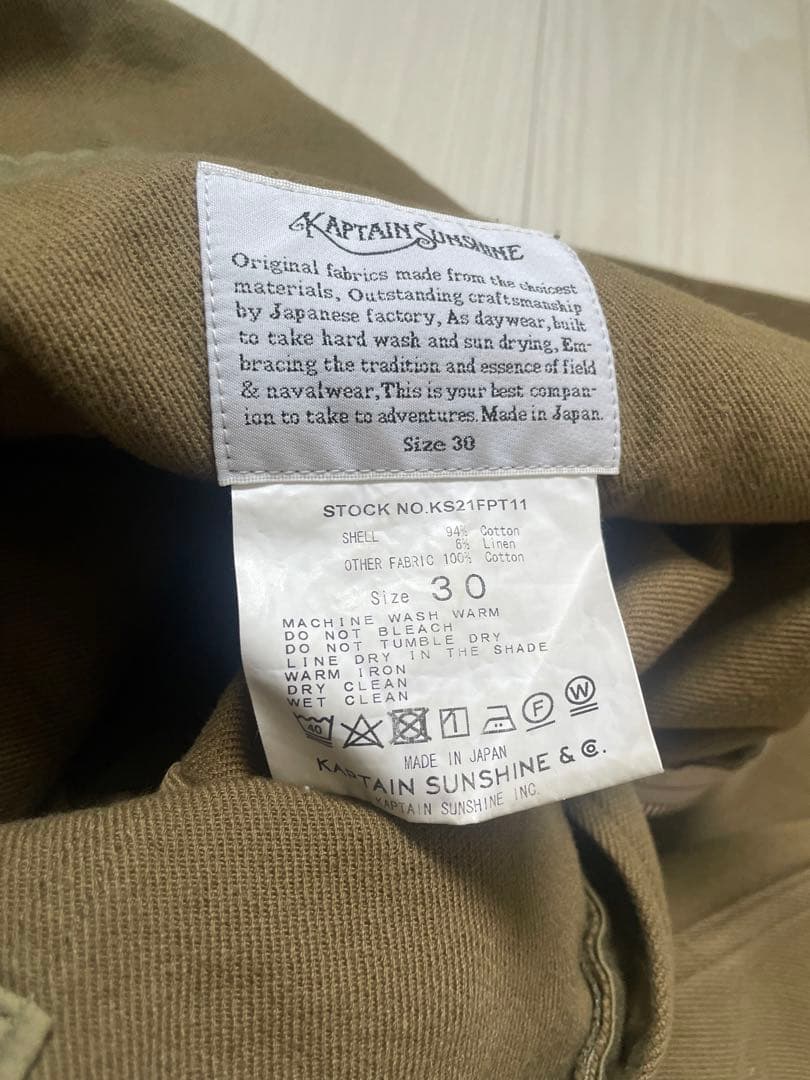 KAPTAIN SUNSHINE
Original fabrics made from the choicest
materials, Outstanding craftsmanship
by Japanese factory, As daywear, built
to take hard wash and sun drying, Em-
bracing the tradition and essence of field
& navalwear, This is your best compan-
ion to take to adventures. Made in Japan.
Size 30
STOCK NO.KS21FPT11
SHELL 94% Cotton
6% Linen
OTHER FABRIC 100% Cotton
Size 30
MACHINE WASH WARM
DO NOT BLEACH
DO NOT TUMBLE DRY
LINE DRY IN THE SHADE
WARM IRON
DRY CLEAN
WET CLEAN
40 F W
MADE IN JAPAN
KAPTAIN SUNSHINE & Co.
KAPTAIN SUNSHINE INC.